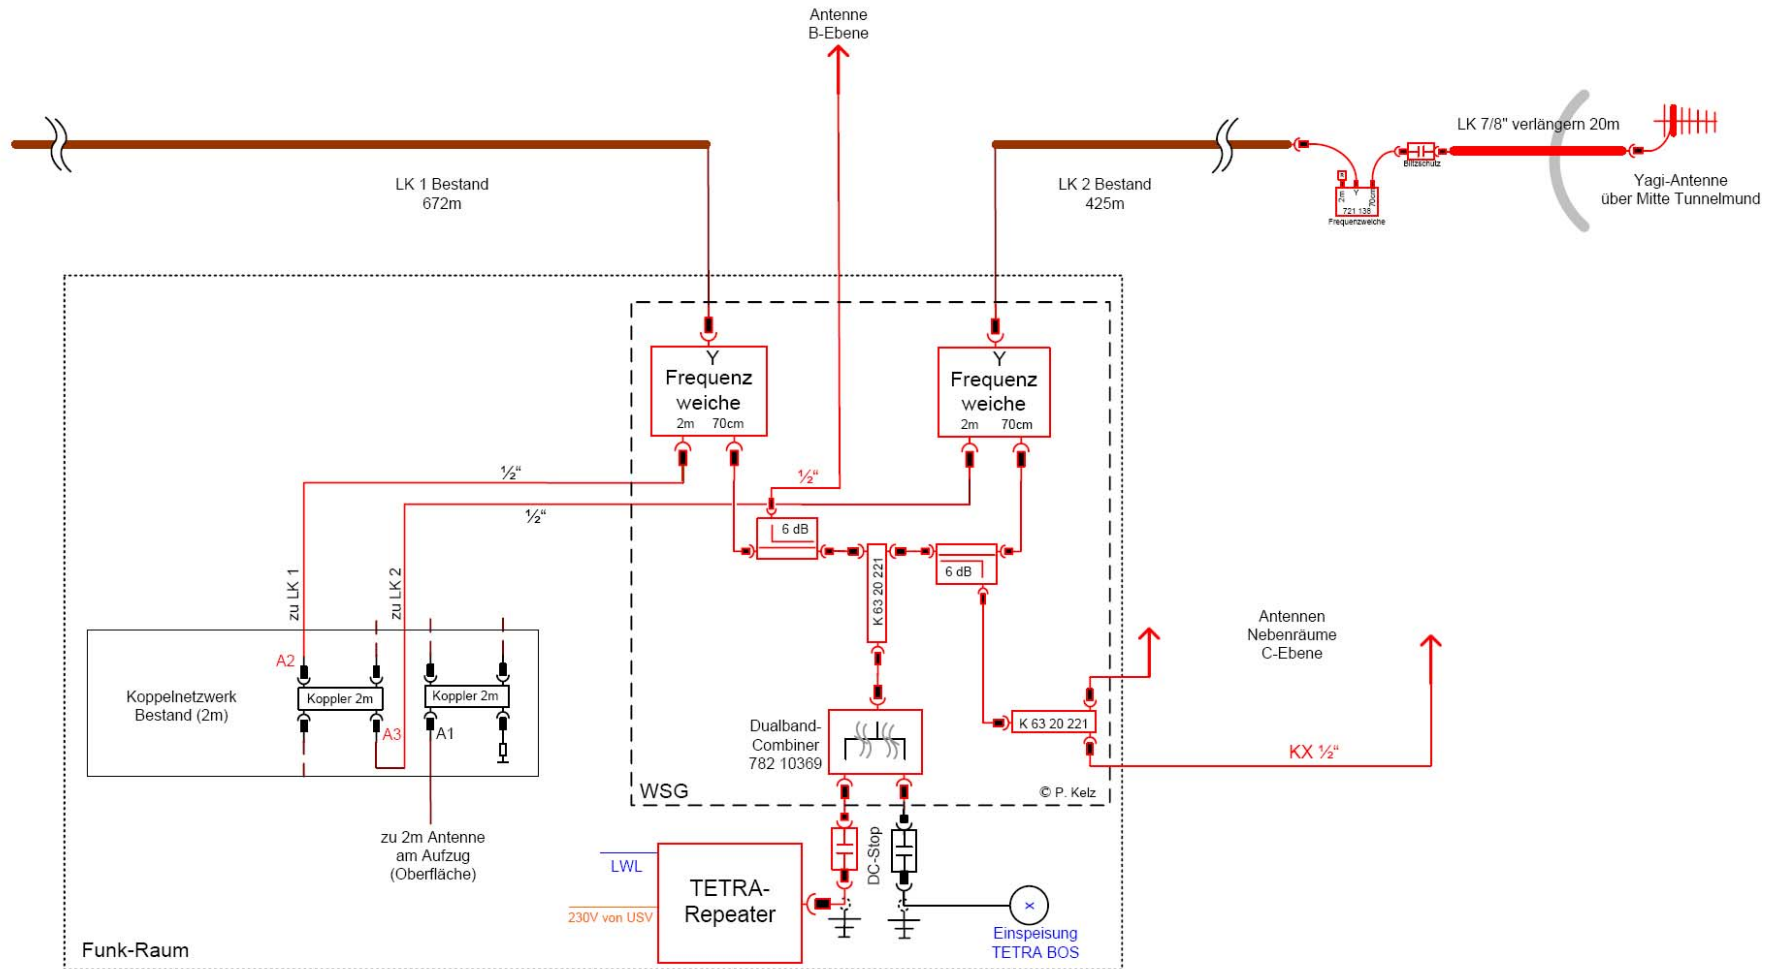 Antenne
B-Ebene
LK 7/8" verlängern 20m
Blitzschutz
LK 1 Bestand
672m
LK 2 Bestand
425m
2m
Y
70cm
721 138
Frequenzweiche
Yagi-Antenne
über Mitte Tunnelmund
Y
Frequenz
weiche
2m 70cm
Y
Frequenz
weiche
2m 70cm
½“
½“
½“
6 dB
6 dB
K 63 20 221
zu LK 1
zu LK 2
Antennen
Nebenräume
C-Ebene
A2
Koppelnetzwerk
Bestand (2m)
Koppler 2m
Koppler 2m
A3
A1
K 63 20 221
Dualband-
Combiner
782 10369
KX ½“
WSG
© P. Kelz
zu 2m Antenne
am Aufzug
(Oberfläche)
DC-Stop
LWL
230V von USV
TETRA-
Repeater
x
Einspeisung
TETRA BOS
Funk-Raum